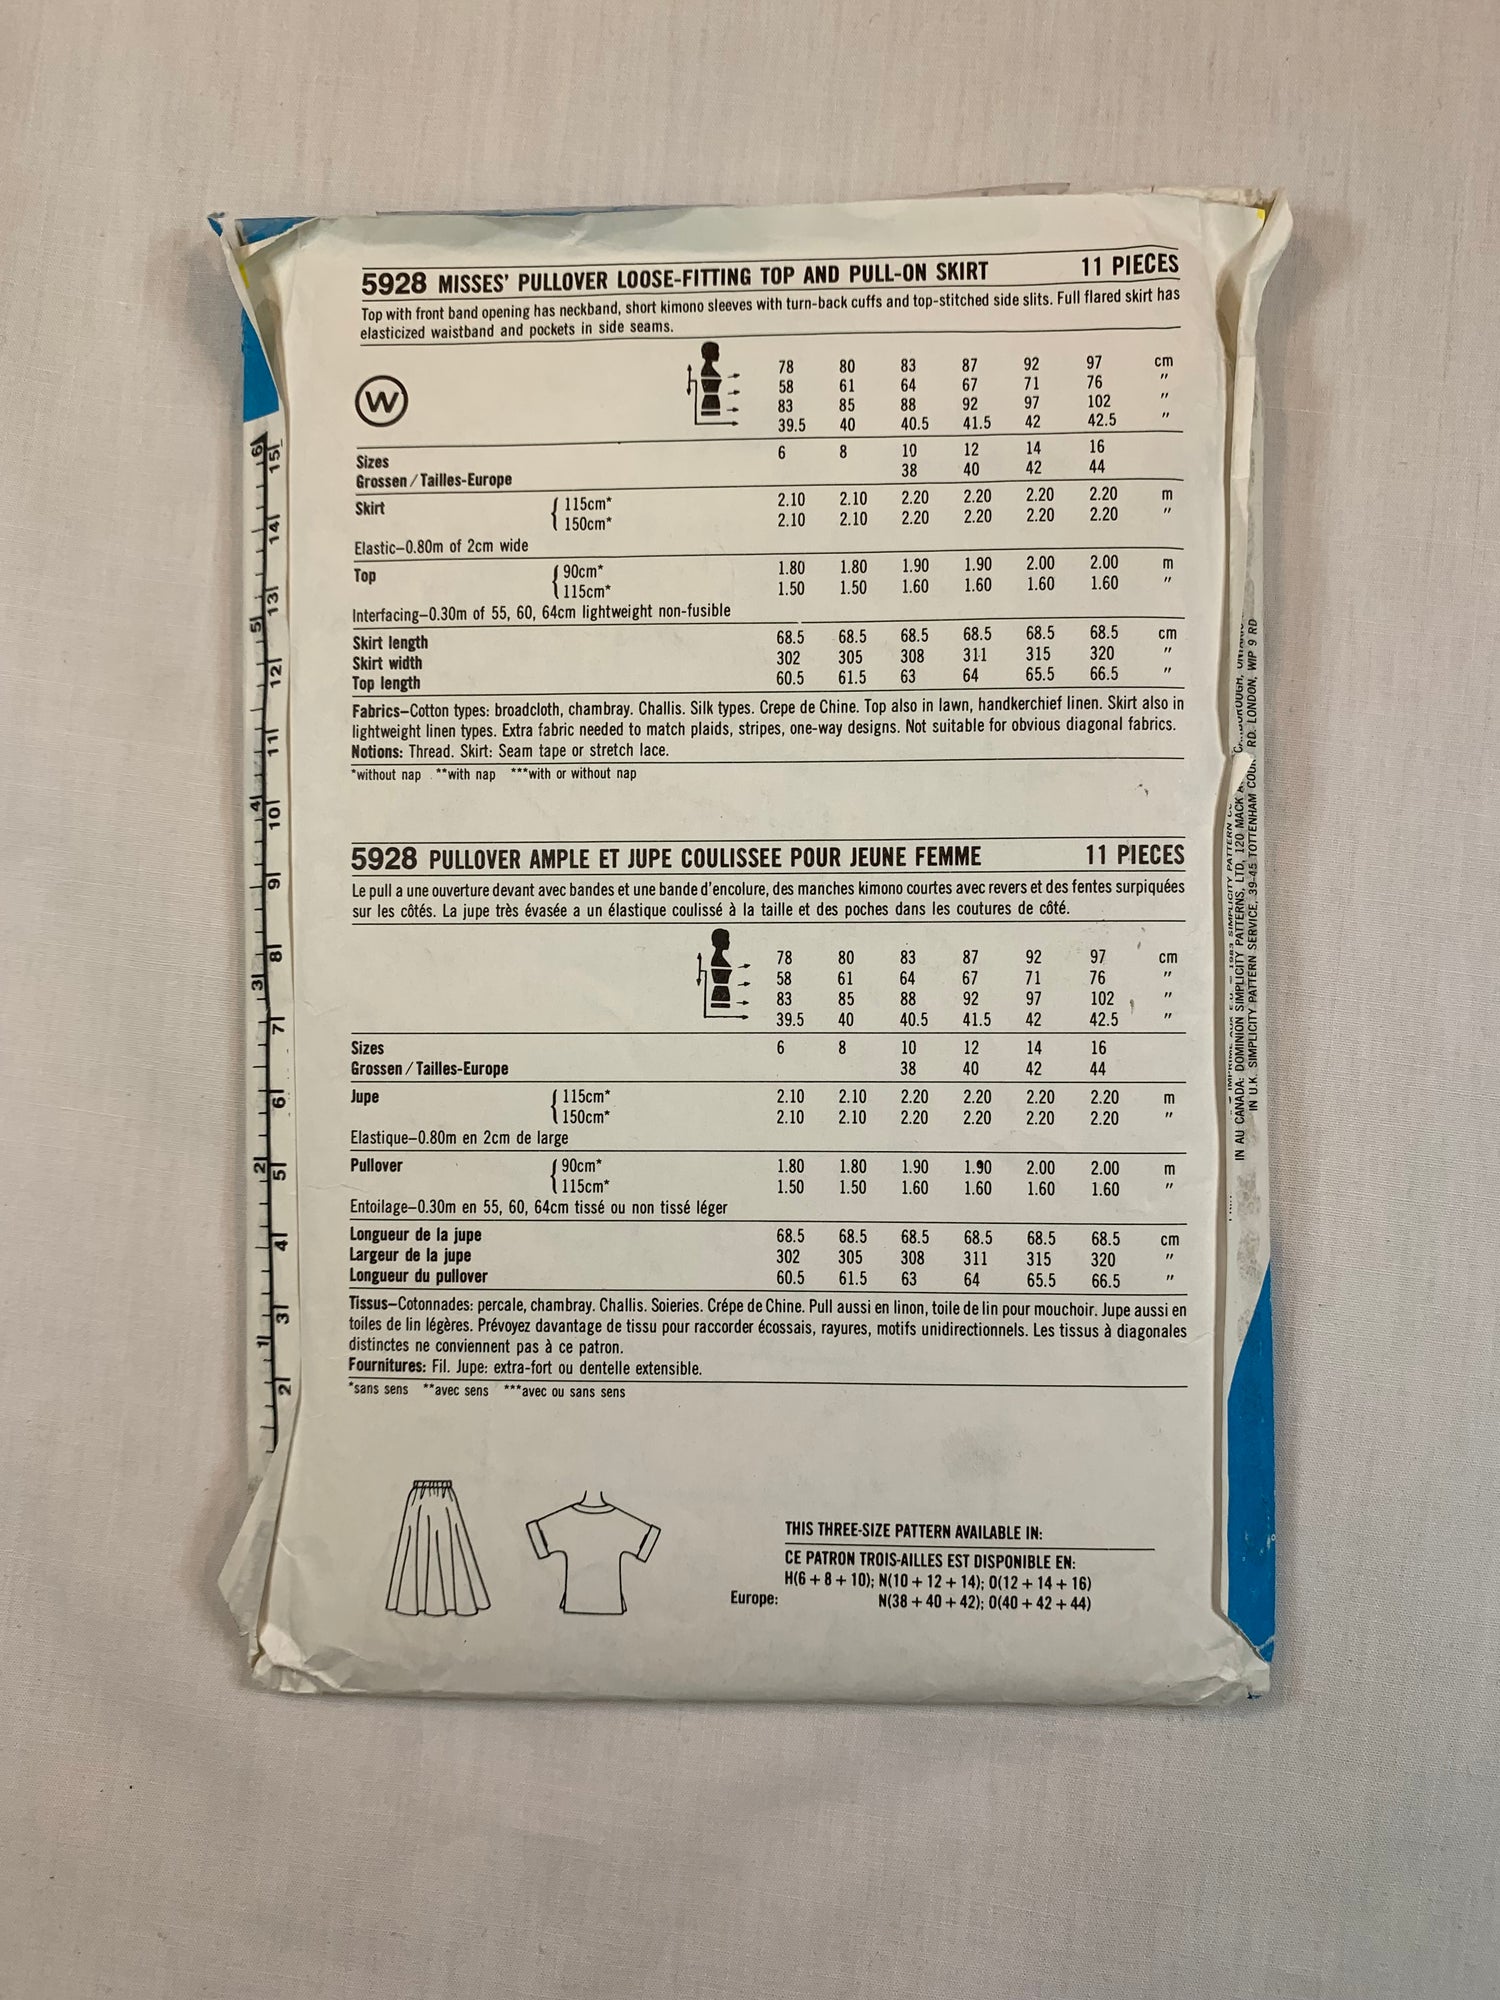 5928 MISSES' PULLOVER LOOSE-FITTING TOP AND PULL-ON SKIRT 11 PIECES
Top with front band opening has neckband, short kimono sleeves with turn-back cuffs and top-stitched side slits. Full flared skirt has
elasticized waistband and pockets in side seams.
W
78 80 83 87 92 97 cm
58 61 64 67 71 76 "
83 85 88 92 97 102 "
39.5 40 40.5 41.5 42 42.5 "
Sizes 6 8 10 12 14 16
Grossen / Tailles-Europe 38 40 42 44
Skirt { 115cm* 2.10 2.10 2.20 2.20 2.20 2.20 m
150cm* 2.10 2.10 2.20 2.20 2.20 2.20 "
Elastic–0.80m of 2cm wide
Top { 90cm* 1.80 1.80 1.90 1.90 2.00 2.00 m
115cm* 1.50 1.50 1.60 1.60 1.60 1.60 "
Interfacing–0.30m of 55, 60, 64cm lightweight non-fusible
Skirt length 68.5 68.5 68.5 68.5 68.5 68.5 cm
Skirt width 302 305 308 311 315 320 "
Top length 60.5 61.5 63 64 65.5 66.5 "
Fabrics–Cotton types: broadcloth, chambray. Challis. Silk types. Crepe de Chine. Top also in lawn, handkerchief linen. Skirt also in
lightweight linen types. Extra fabric needed to match plaids, stripes, one-way designs. Not suitable for obvious diagonal fabrics.
Notions: Thread. Skirt: Seam tape or stretch lace.
*without nap **with nap ***with or without nap
5928 PULLOVER AMPLE ET JUPE COULISSEE POUR JEUNE FEMME 11 PIECES
Le pull a une ouverture devant avec bandes et une bande d'encolure, des manches kimono courtes avec revers et des fentes surpiquées
sur les côtés. La jupe très évasée a un élastique coulissé à la taille et des poches dans les coutures de côté.
78 80 83 87 92 97 cm
58 61 64 67 71 76 "
83 85 88 92 97 102 "
39.5 40 40.5 41.5 42 42.5 "
Sizes 6 8 10 12 14 16
Grossen / Tailles-Europe 38 40 42 44
Jupe { 115cm* 2.10 2.10 2.20 2.20 2.20 2.20 m
150cm* 2.10 2.10 2.20 2.20 2.20 2.20 "
Elastique–0.80m en 2cm de large
Pullover { 90cm* 1.80 1.80 1.90 1.90 2.00 2.00 m
115cm* 1.50 1.50 1.60 1.60 1.60 1.60 "
Entoilage–0.30m en 55, 60, 64cm tissé ou non tissé léger
Longueur de la jupe 68.5 68.5 68.5 68.5 68.5 68.5 cm
Largeur de la jupe 302 305 308 311 315 320 "
Longueur du pullover 60.5 61.5 63 64 65.5 66.5 "
Tissus–Cotonnades: percale, chambray. Challis. Soieries. Crépe de Chine. Pull aussi en linon, toile de lin pour mouchoir. Jupe aussi en
toiles de lin légères. Prévoyez davantage de tissu pour raccorder écossais, rayures, motifs unidirectionnels. Les tissus à diagonales
distinctes ne conviennent pas à ce patron.
Fournitures: Fil. Jupe: extra-fort ou dentelle extensible.
*sans sens **avec sens ***avec ou sans sens
THIS THREE-SIZE PATTERN AVAILABLE IN:
CE PATRON TROIS-AILLES EST DISPONIBLE EN:
H(6 + 8 + 10); N(10 + 12 + 14); O(12 + 14 + 16)
Europe: N(38 + 40 + 42); O(40 + 42 + 44)
6 15 14 13 5 12 11 4 10 9 8 3 7 6 2 5 4 3 1 2
1983 SIMPLICITY PATTERN
IN AU CANADA: DOMINION SIMPLICITY PATTERNS, LTD, 120 MACK
IN U.K. SIMPLICITY PATTERN SERVICE, 39-45 TOTTENHAM COUR. RD. LONDON, WIP 9 RD